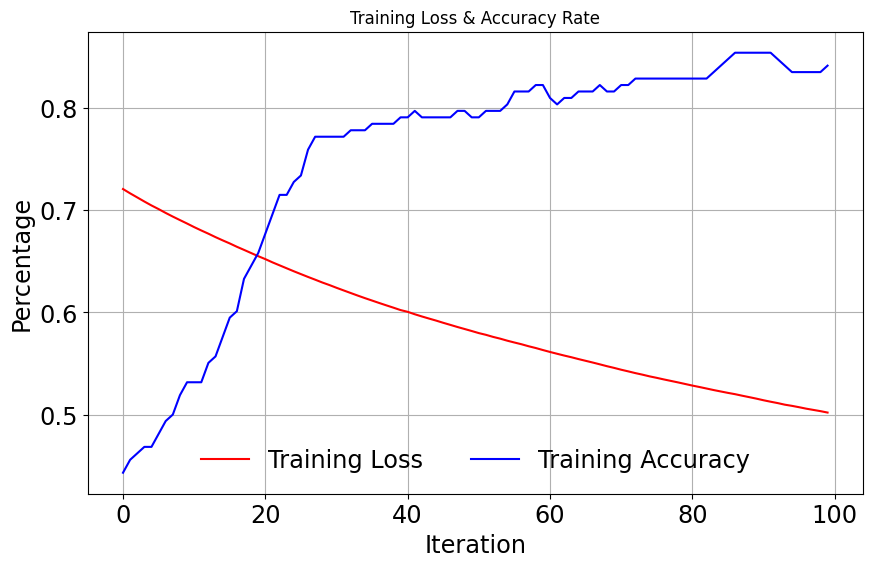 Training Loss & Accuracy Rate
Percentage
0.8
0.7
0.6
0.5
Training Loss
Training Accuracy
0 20 40 60 80 100
Iteration